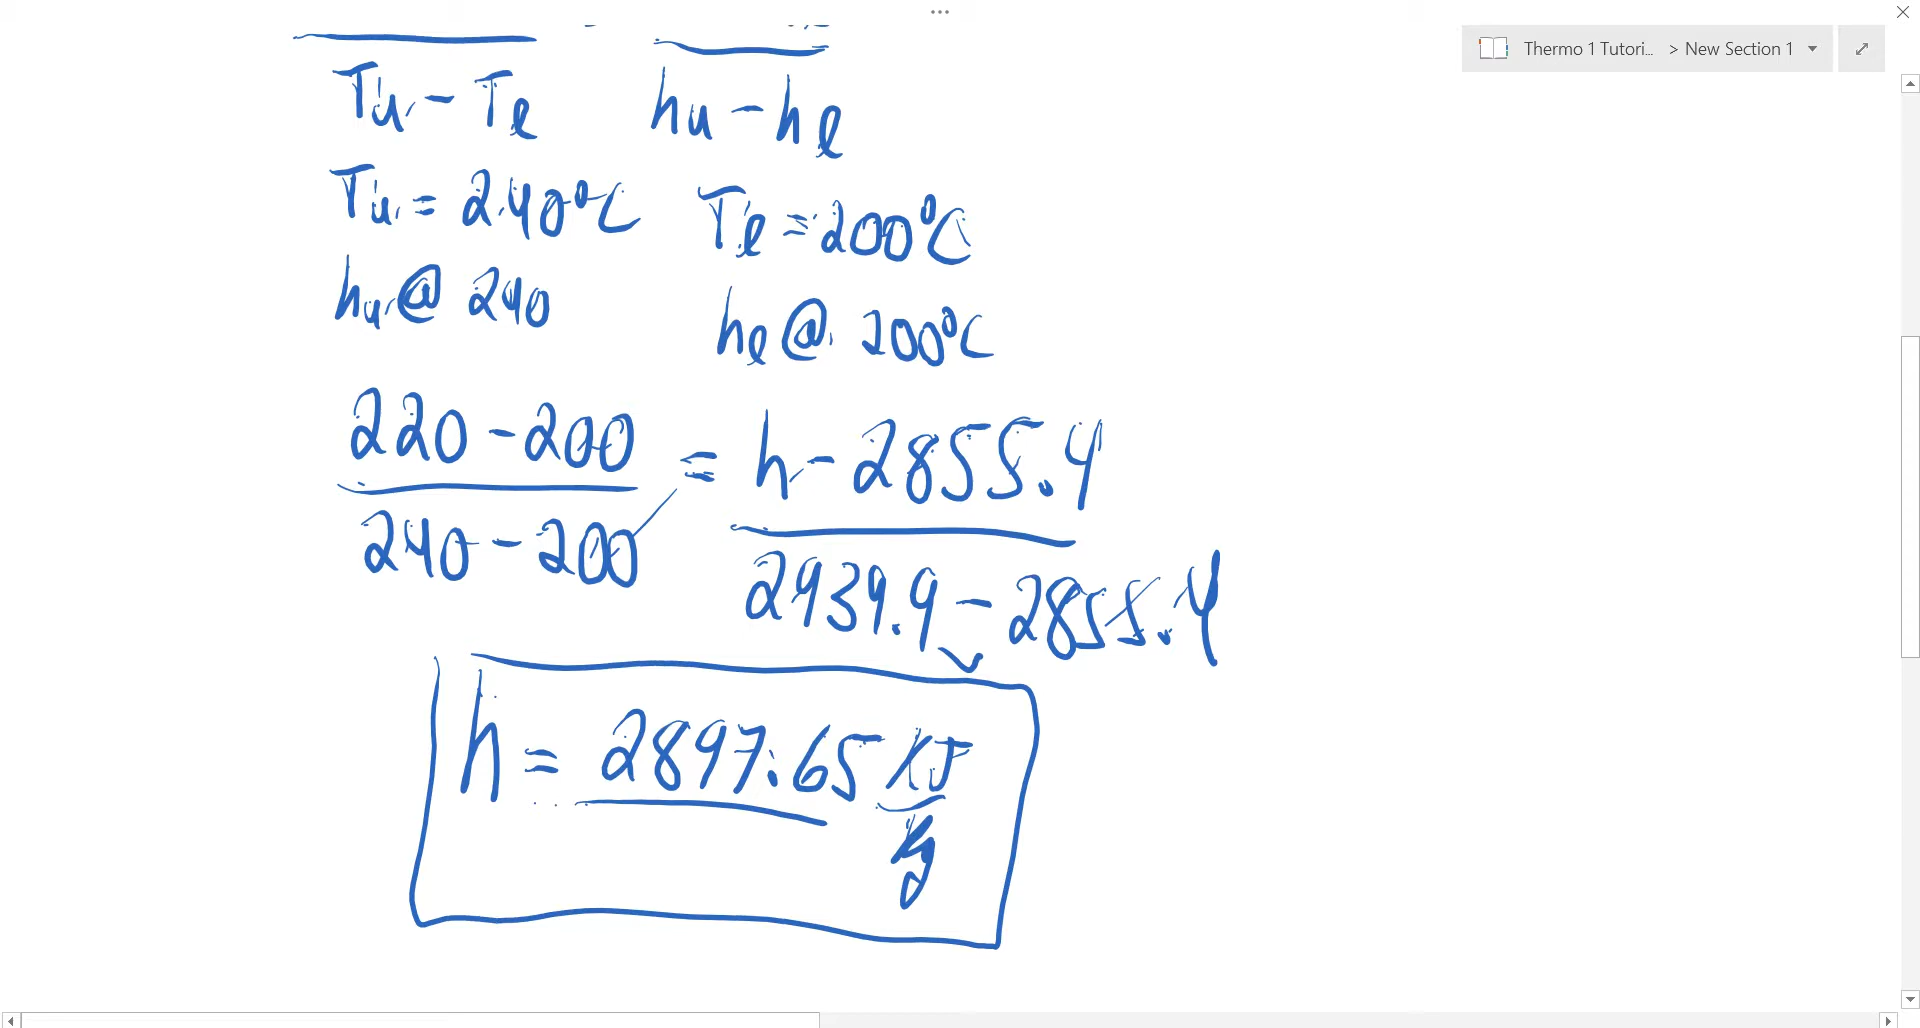 ...
Thermo 1 Tutori... > New Section 1
Tu - Tl hu - hl
Tu = 240°C Tl = 200°C
hu @ 240 hl @ 200°C
220 - 200 = h - 2855.4
240 - 200 2939.9 - 2855.4
h = 2897.65 KJ
kg